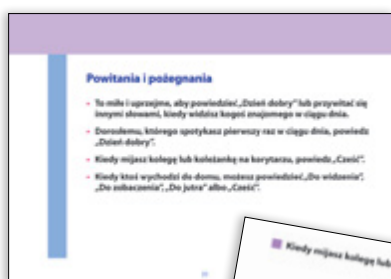 Powitania i pożegnania
- To miłe i uprzejme, aby powiedzieć „Dzień dobry” lub przywitać się
innymi słowami, kiedy widzisz kogoś znajomego w ciągu dnia.
- Dorosłemu, którego spotykasz pierwszy raz w ciągu dnia, powiedz
„Dzień dobry”.
- Kiedy mijasz kolegę lub koleżankę na korytarzu, powiedz „Cześć”.
- Kiedy ktoś wychodzi do domu, możesz powiedzieć „Do widzenia”,
„Do zobaczenia”, „Do jutra” albo „Cześć”.
Kiedy mijasz kolegę lub